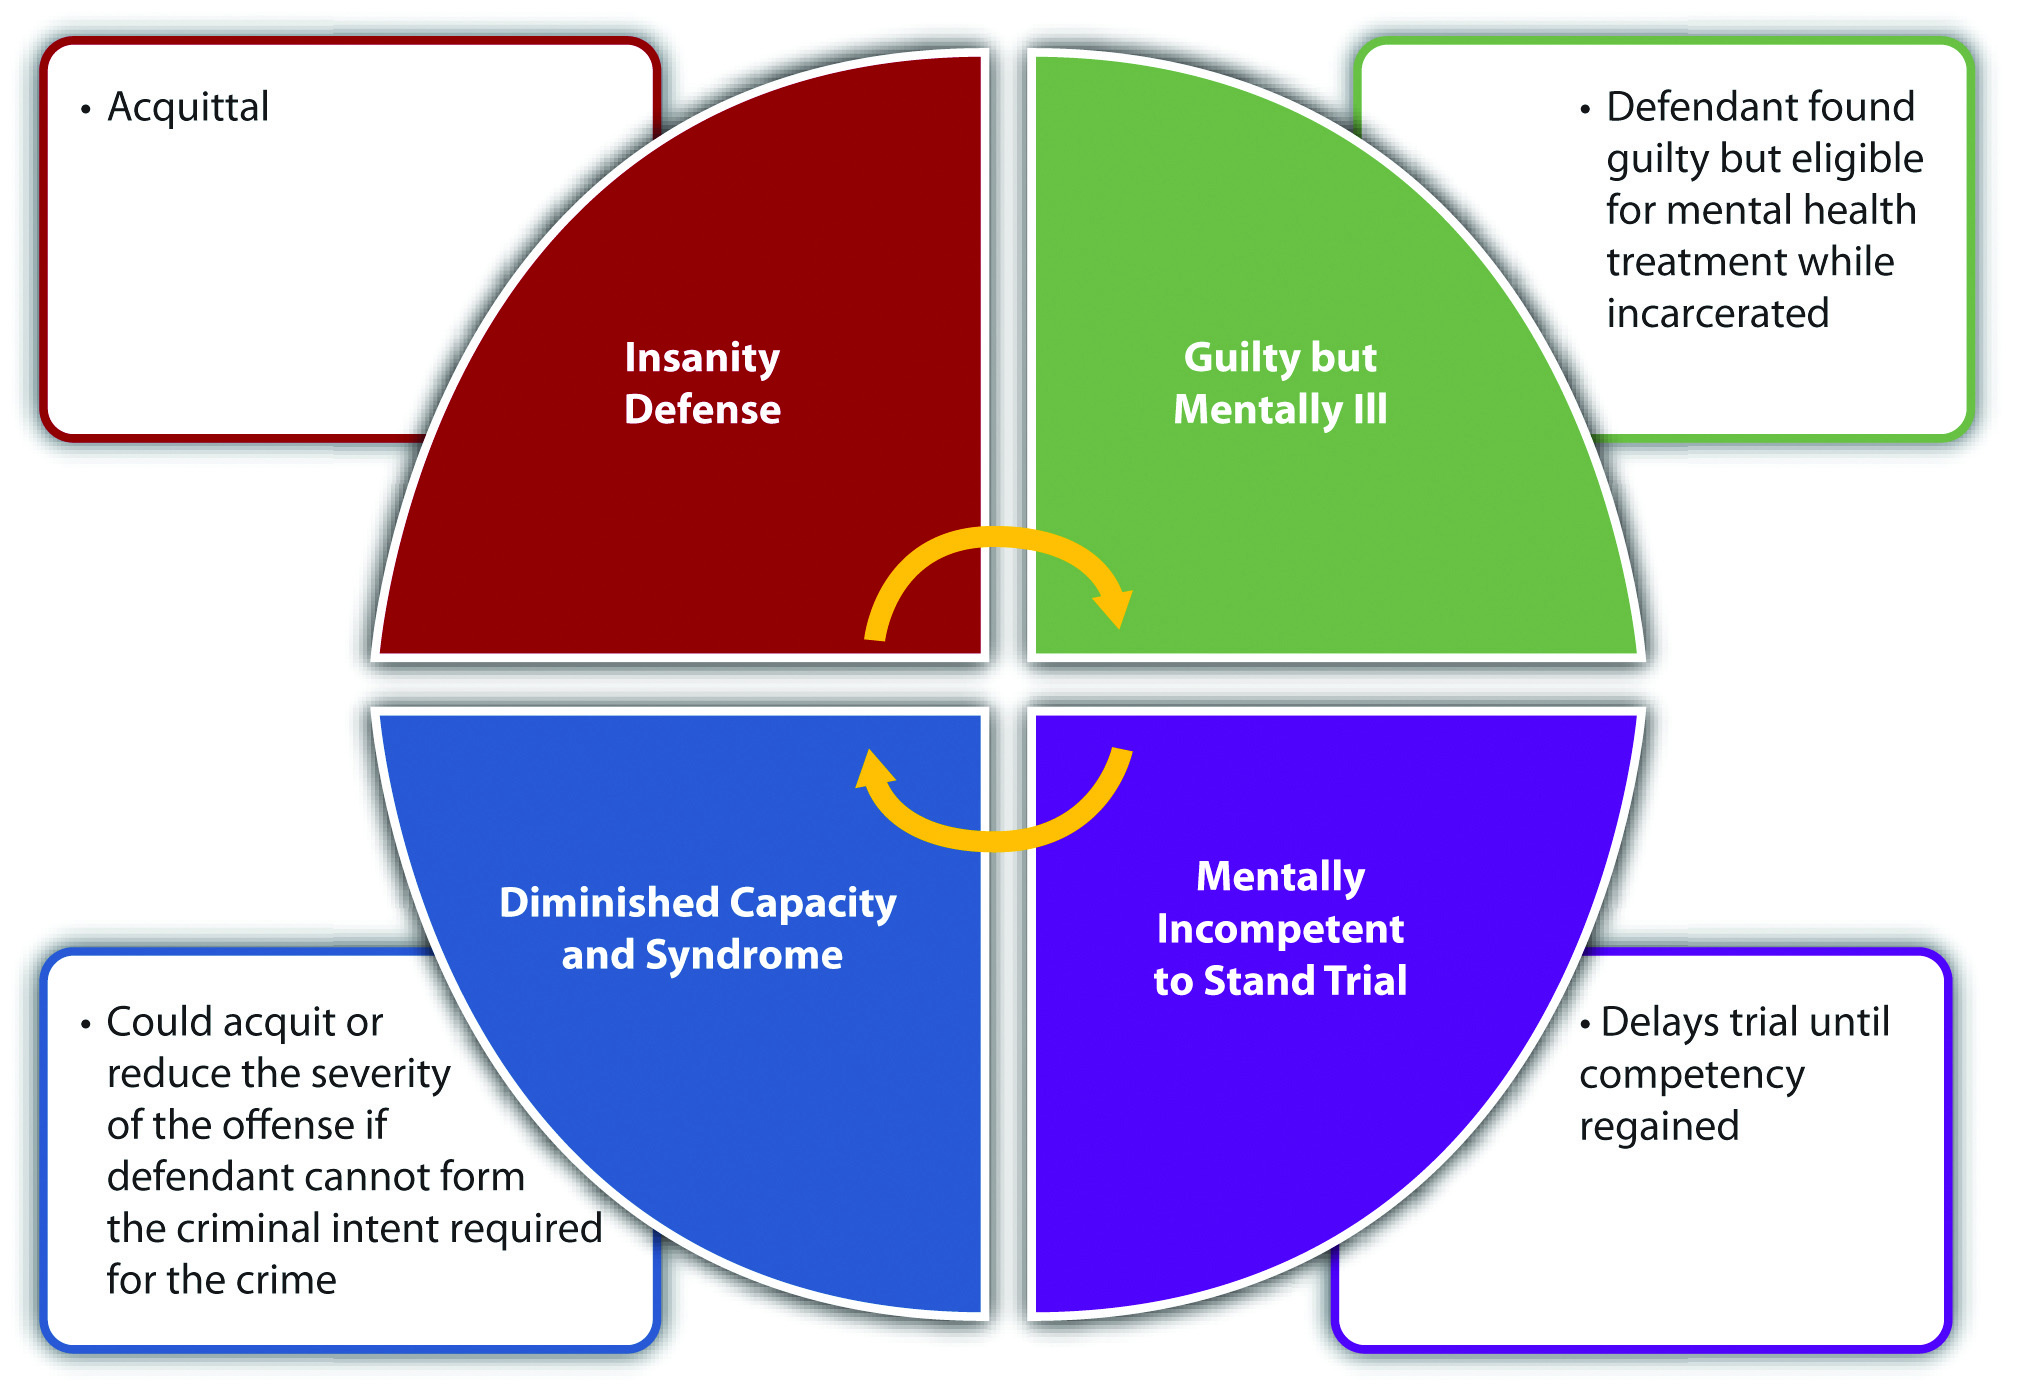 • Acquittal
Insanity
Defense
Guilty but
Mentally Ill
• Defendant found
guilty but eligible
for mental health
treatment while
incarcerated
Diminished Capacity
and Syndrome
• Could acquit or
reduce the severity
of the offense if
defendant cannot form
the criminal intent required
for the crime
Mentally
Incompetent
to Stand Trial
• Delays trial until
competency
regained